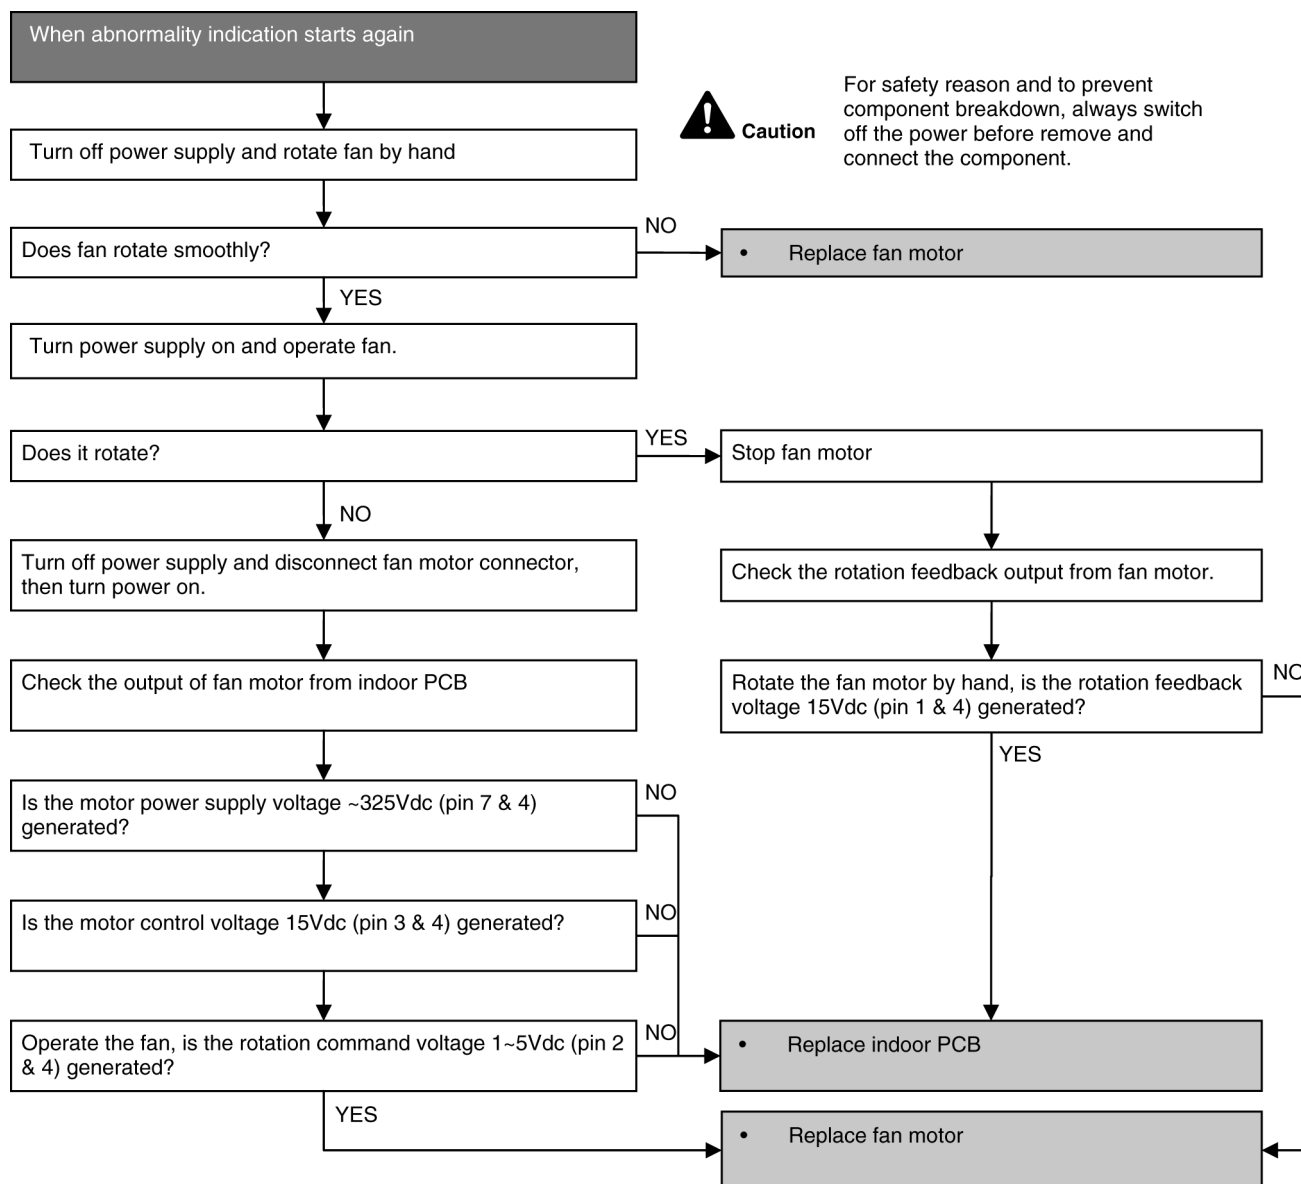 When abnormality indication starts again
Caution
For safety reason and to prevent
component breakdown, always switch
off the power before remove and
connect the component.
Turn off power supply and rotate fan by hand
Does fan rotate smoothly?
NO
• Replace fan motor
YES
Turn power supply on and operate fan.
Does it rotate?
YES
Stop fan motor
NO
Turn off power supply and disconnect fan motor connector,
then turn power on.
Check the rotation feedback output from fan motor.
Check the output of fan motor from indoor PCB
Rotate the fan motor by hand, is the rotation feedback
voltage 15Vdc (pin 1 & 4) generated?
NO
YES
Is the motor power supply voltage ~325Vdc (pin 7 & 4)
generated?
NO
Is the motor control voltage 15Vdc (pin 3 & 4) generated?
NO
Operate the fan, is the rotation command voltage 1~5Vdc (pin 2
& 4) generated?
NO
• Replace indoor PCB
YES
• Replace fan motor